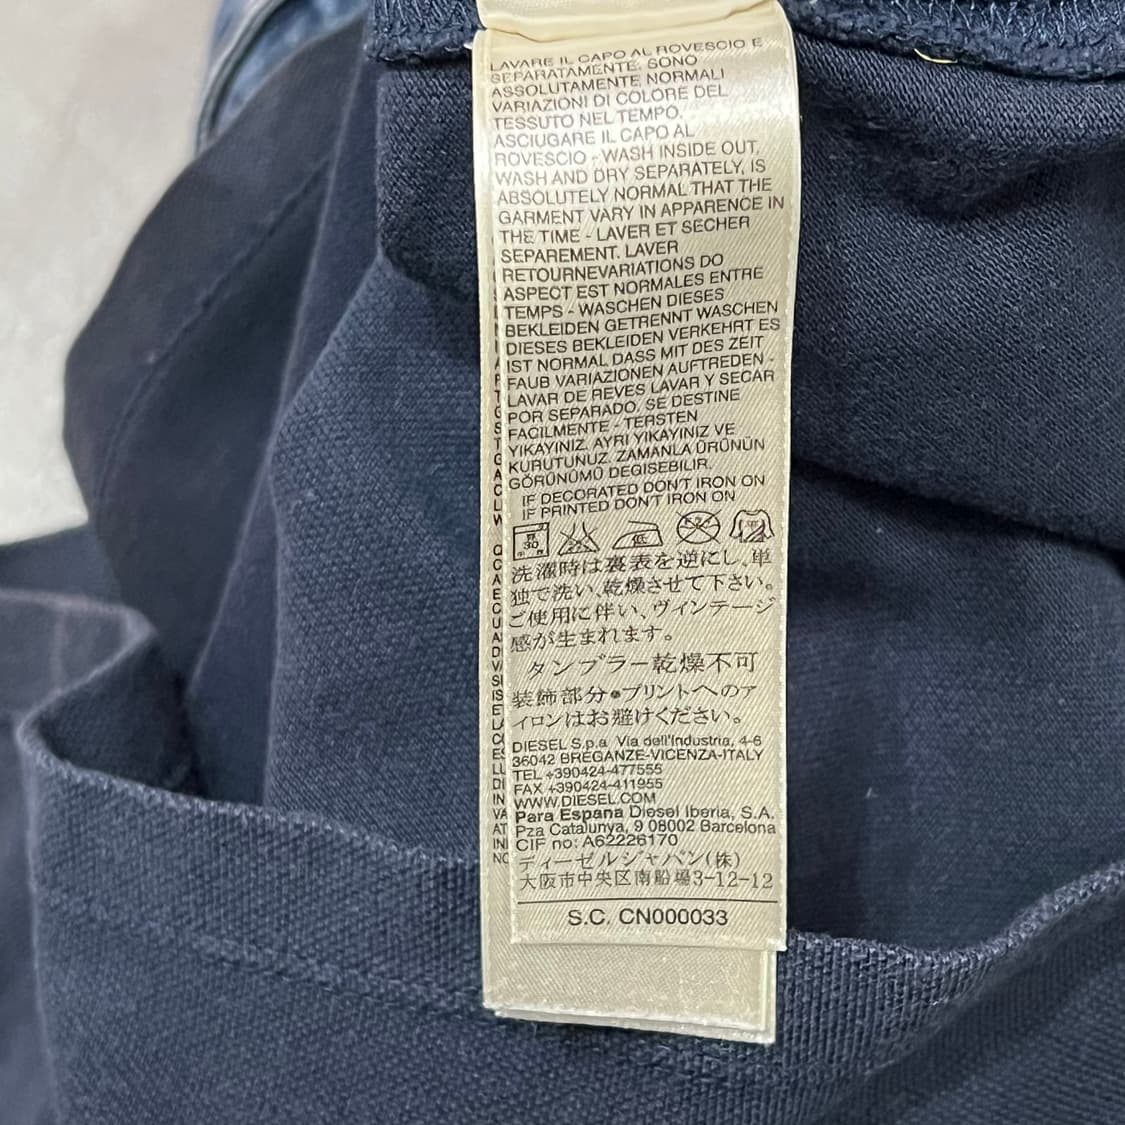 LAVARE IL CAPO AL ROVESCIO E
SEPARATAMENTE. SONO
ASSOLUTAMENTE NORMALI
VARIAZIONI DI COLORE DEL
TESSUTO NEL TEMPO.
ASCIUGARE IL CAPO AL
ROVESCIO - WASH INSIDE OUT,
WASH AND DRY SEPARATELY, IS
ABSOLUTELY NORMAL THAT THE
GARMENT VARY IN APPARENCE IN
THE TIME - LAVER ET SECHER
SEPAREMENT. LAVER
RETOURNEVARIATIONS DO
ASPECT EST NORMALES ENTRE
TEMPS - WASCHEN DIESES
BEKLEIDEN GETRENNT WASCHEN
DIESES BEKLEIDEN VERKEHRT ES
IST NORMAL DASS MIT DES ZEIT
FAUB VARIAZIONEN AUFTREDEN -
LAVAR DE REVES LAVAR Y SECAR
POR SEPARADO, SE DESTINE
FACILMENTE - TERSTEN
YIKAYINIZ. AYRI YIKAYINIZ VE
KURUTUNUZ. ZAMANLA ÜRÜNÜN
GÖRÜNÜMÜ DEGISEBILIR.
IF DECORATED DON'T IRON ON
IF PRINTED DON'T IRON ON
30 低
洗濯時は裏表を逆にし、単
独で洗い、乾燥させて下さい。
ご使用に伴い、ヴィンテージ
感が生まれます。
タンブラー乾燥不可
装飾部分・プリントへのア
イロンはお避けください。
DIESEL S.p.a Via dell'Industria, 4-6
36042 BREGANZE-VICENZA-ITALY
TEL +390424-477555
FAX +390424-411955
WWW.DIESEL.COM
Para Espana Diesel Iberia, S.A.
Pza Catalunya, 9 08002 Barcelona
CIF no: A62226170
ディーゼルジャパン(株)
大阪市中央区南船場3-12-12
S.C. CN000033